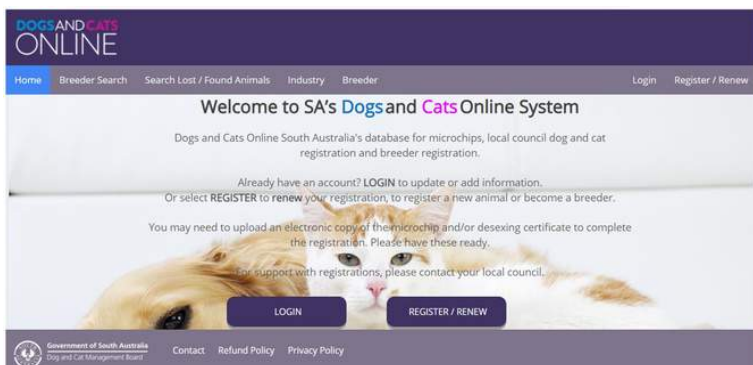 DOGSANDCATS
ONLINE
Home Breeder Search Search Lost / Found Animals Industry Breeder Login Register / Renew
Welcome to SA's Dogs and Cats Online System
Dogs and Cats Online South Australia's database for microchips, local council dog and cat
registration and breeder registration.
Already have an account? LOGIN to update or add information.
Or select REGISTER to renew your registration, to register a new animal or become a breeder.
You may need to upload an electronic copy of the microchip and/or desexing certificate to complete
the registration. Please have these ready.
For support with registrations, please contact your local council.
LOGIN REGISTER / RENEW
Government of South Australia
Dog and Cat Management Board
Contact Refund Policy Privacy Policy